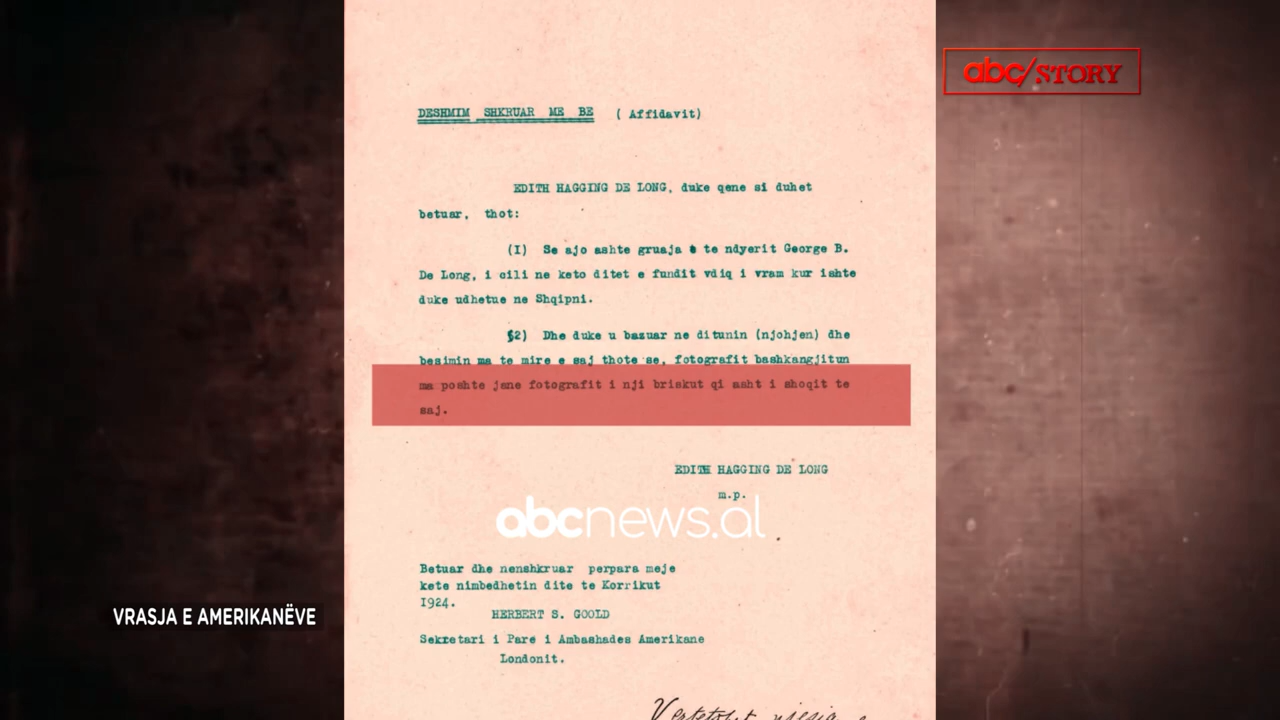 abc/STORY
DESHMIM SHKRUAR ME BE ( Affidavit)
EDITH HAGGING DE LONG, duke qene si duhet
betuar, thot:
(I) Se ajo ashte gruaja e te ndyerit George B.
De Long, i cili ne keto ditet e fundit vdiq i vram kur ishte
duke udhetue ne Shqipni.
§2) Dhe duke u bazuar ne ditunin (njohjen) dhe
besimin ma te mire e saj thote se, fotografit bashkangjitun
ma poshte jane fotografit i nji briskut qi asht i shoqit te
saj.
EDITH HAGGING DE LONG
m.p.
abcnews.al
Betuar dhe nenshkruar perpara meje
kete nimbedhetin dite te Korrikut
1924.
HERBERT S. GOOLD
Sekretari i Pare i Ambashades Amerikane
Londonit.
VRASJA E AMERIKANËVE